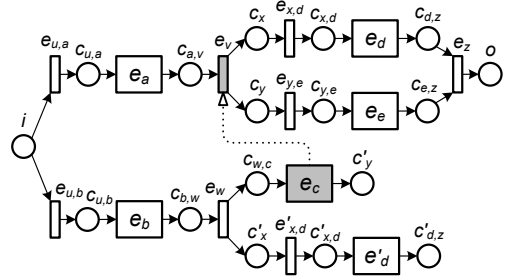 c_x e_{x,d} c_{x,d} c_{d,z}
e_{u,a} c_{u,a} c_{a,v} e_v e_d e_z
e_a o
c_y e_{y,e} c_{y,e} c_{e,z}
i e_e
e_{u,b} c_{u,b} c_{b,w} e_w c_{w,c} c'_y
e_c
e_b c'_x e'_{x,d} c'_{x,d} c'_{d,z}
e'_d